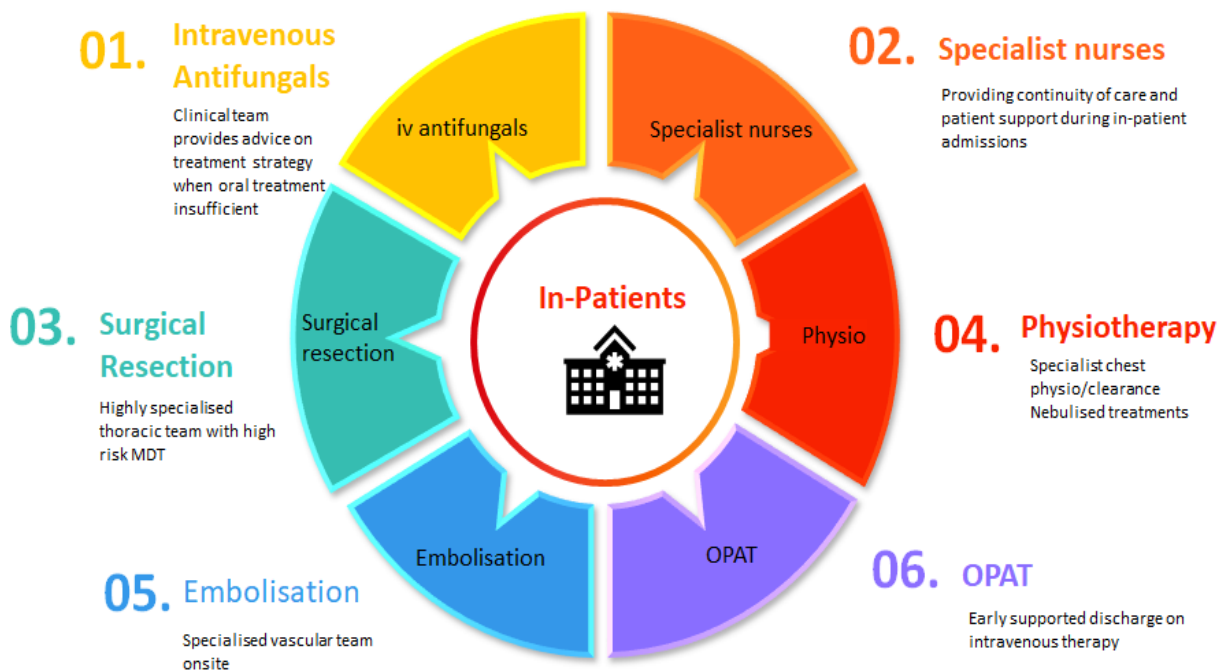 01.
Intravenous
Antifungals
Clinical team
provides advice on
treatment strategy
when oral treatment
insufficient
iv antifungals
02.
Specialist nurses
Providing continuity of care and
patient support during in-patient
admissions
Specialist nurses
03.
Surgical
Resection
Highly specialised
thoracic team with high
risk MDT
Surgical
resection
In-Patients
Physio
04.
Physiotherapy
Specialist chest
physio/clearance
Nebulised treatments
05.
Embolisation
Specialised vascular team
onsite
Embolisation
OPAT
06.
OPAT
Early supported discharge on
intravenous therapy